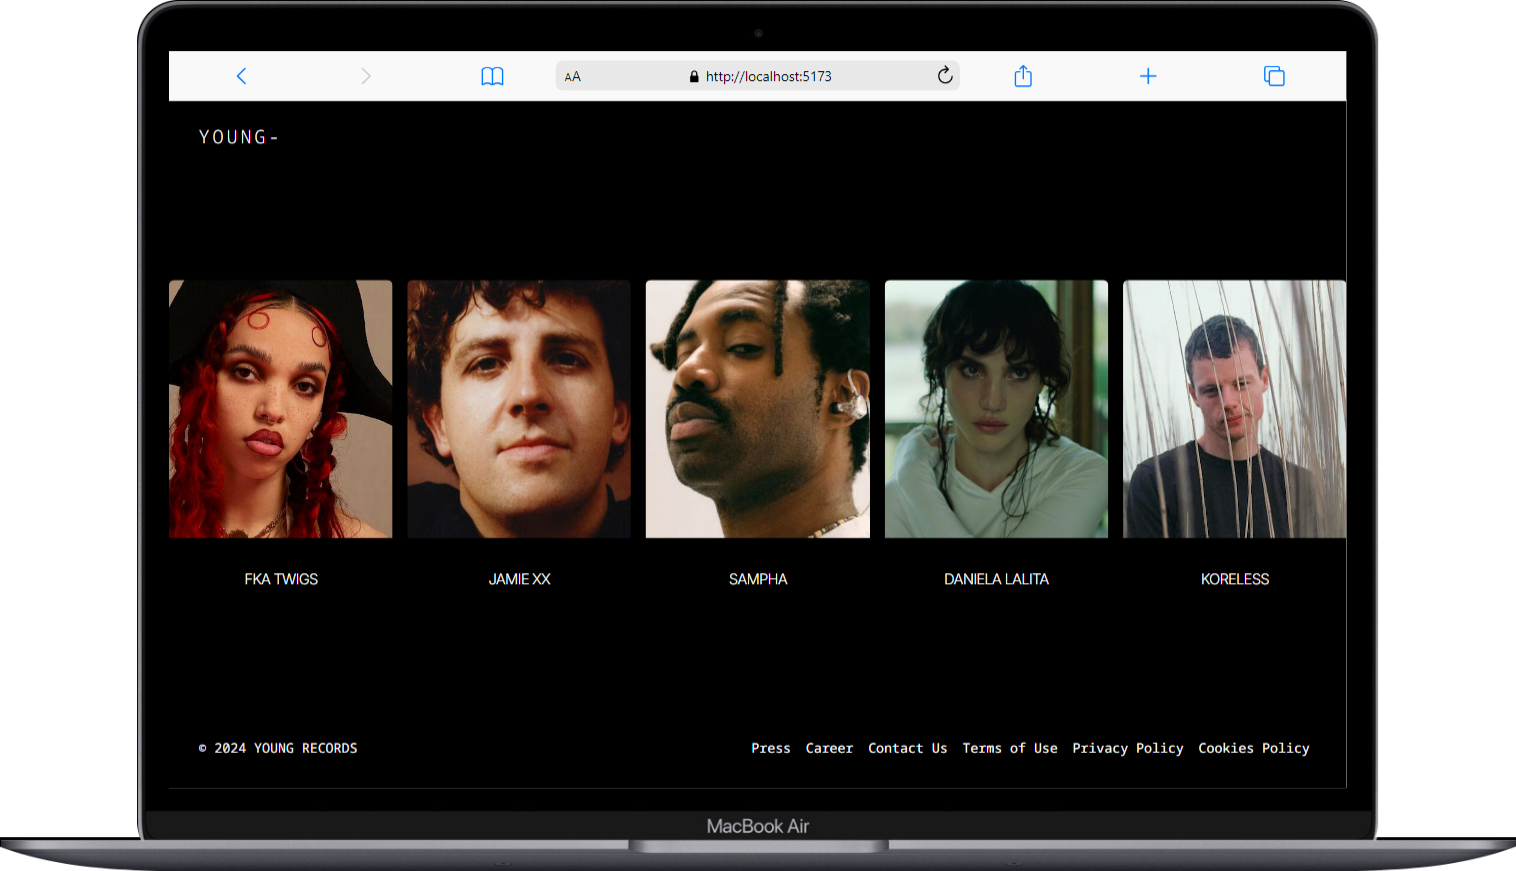 AA http://localhost:5173
YOUNG-
FKA TWIGS JAMIE XX SAMPHA DANIELA LALITA KORELESS
© 2024 YOUNG RECORDS Press Career Contact Us Terms of Use Privacy Policy Cookies Policy
MacBook Air